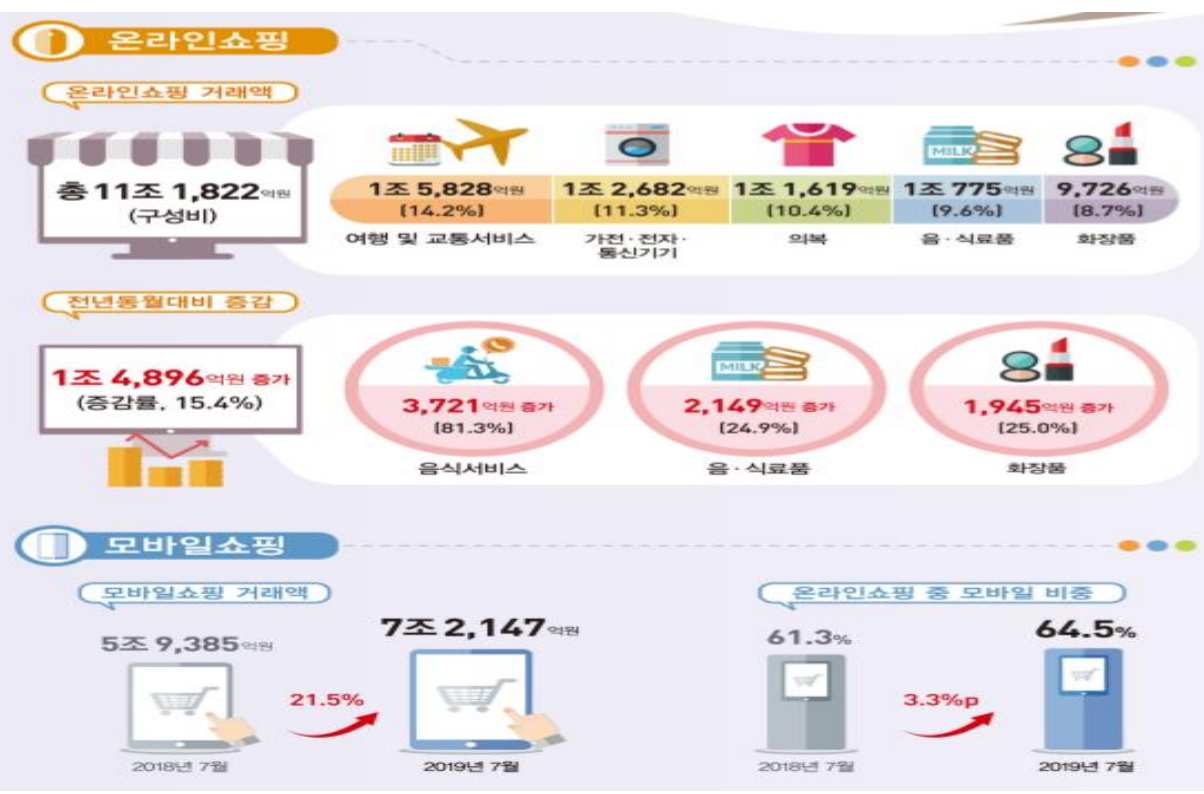 온라인쇼핑
온라인쇼핑 거래액
총 11조 1,822억원
(구성비)
1조 5,828억원 1조 2,682억원 1조 1,619억원 1조 775억원 9,726억원
[14.2%] [11.3%] [10.4%] [9.6%] [8.7%]
MILK
여행 및 교통서비스 가전·전자· 의복 음·식료품 화장품
통신기기
전년동월대비 증감
1조 4,896억원 증가
(증감률, 15.4%)
MILK
3,721억원 증가 2,149억원 증가 1,945억원 증가
[81.3%] [24.9%] [25.0%]
음식서비스 음·식료품 화장품
모바일쇼핑
모바일쇼핑 거래액
5조 9,385억원
7조 2,147억원
21.5%
2018년 7월 2019년 7월
온라인쇼핑 중 모바일 비중
61.3%
64.5%
3.3%p
2018년 7월 2019년 7월